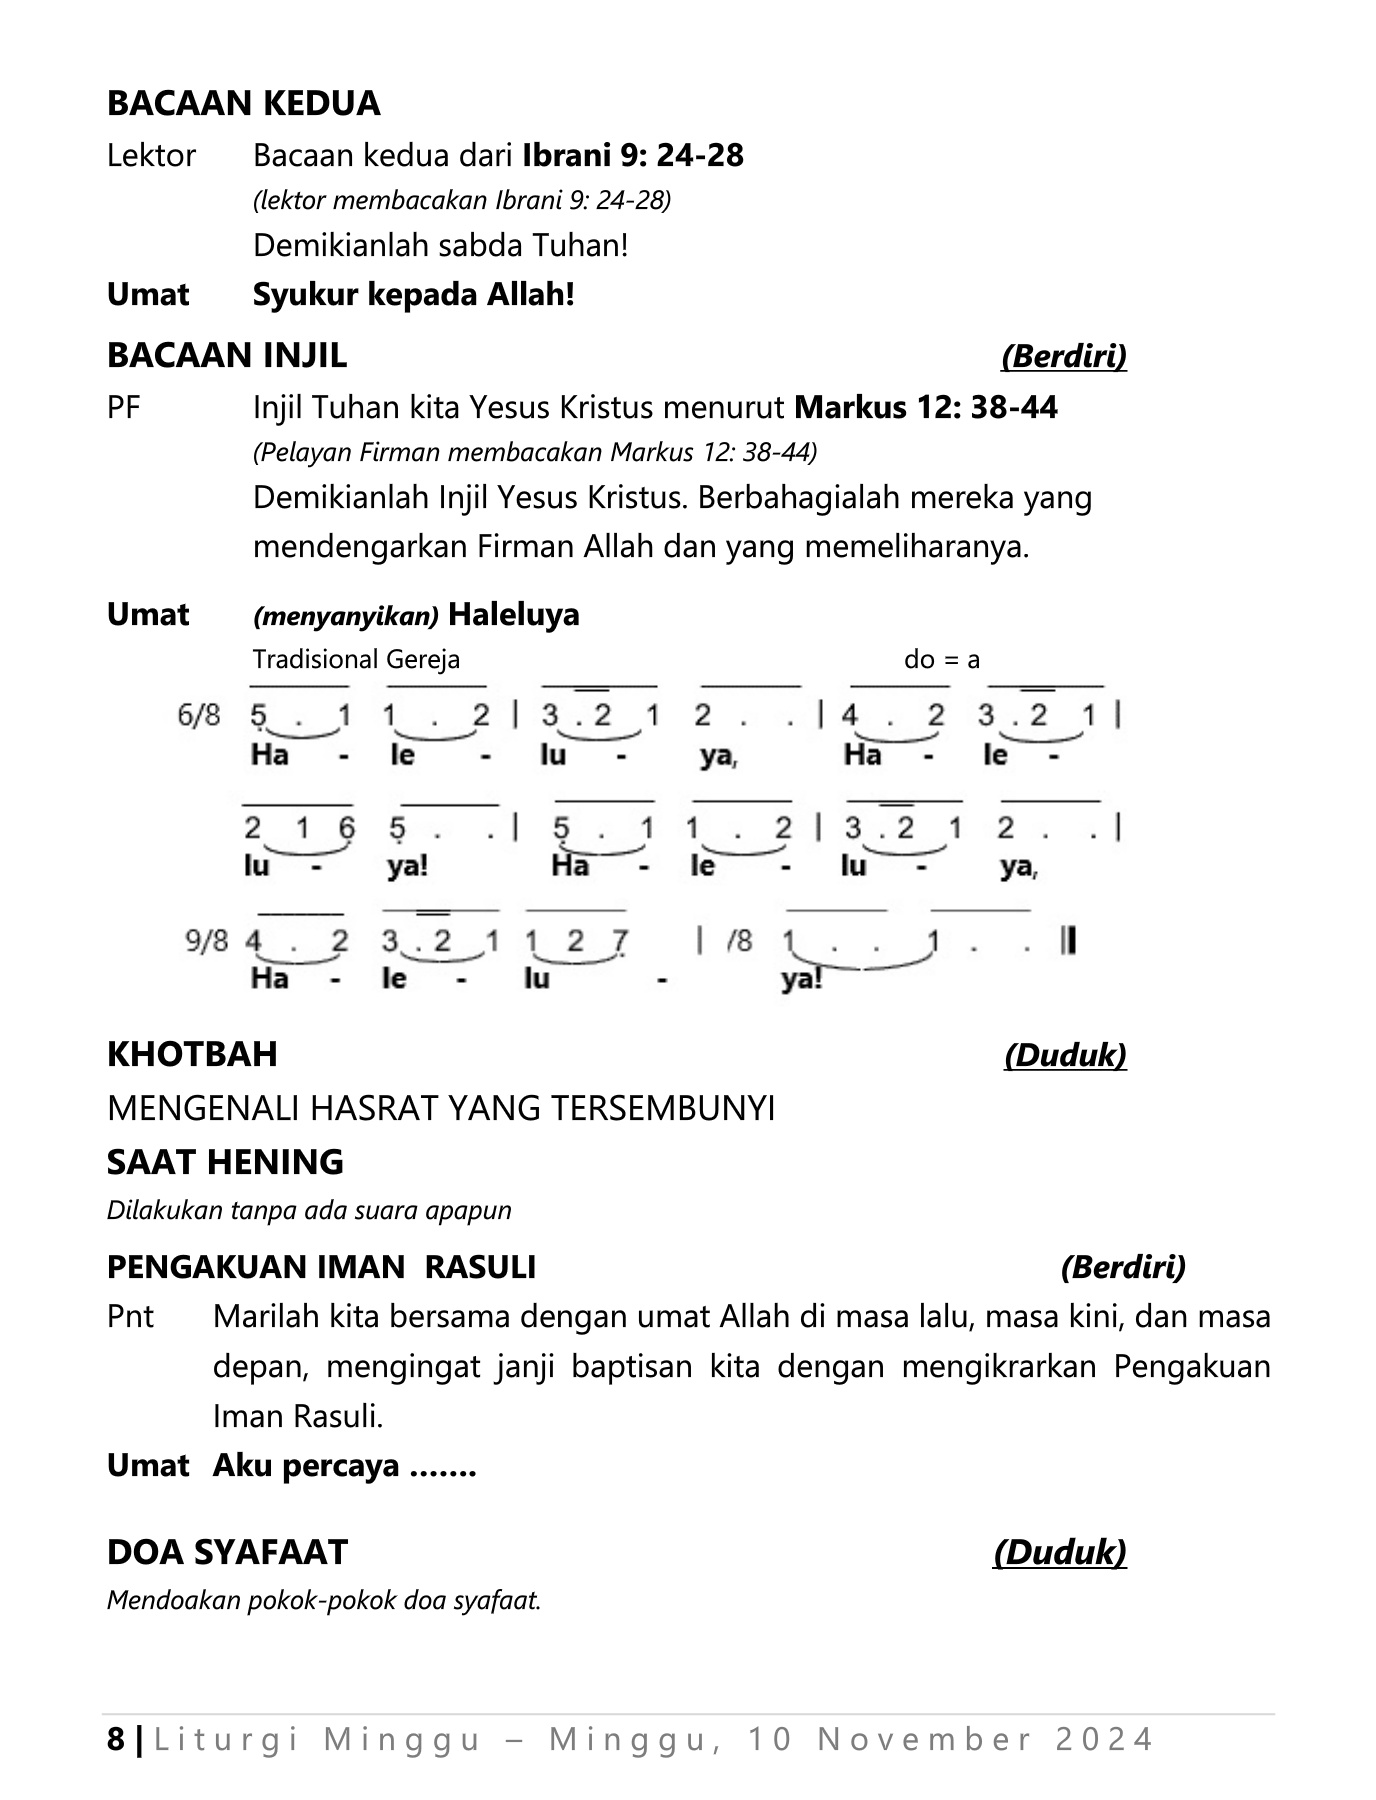 BACAAN KEDUA
Lektor Bacaan kedua dari Ibrani 9: 24-28
(lektor membacakan Ibrani 9: 24-28)
Demikianlah sabda Tuhan!
Umat Syukur kepada Allah!
BACAAN INJIL (Berdiri)
PF Injil Tuhan kita Yesus Kristus menurut Markus 12: 38-44
(Pelayan Firman membacakan Markus 12: 38-44)
Demikianlah Injil Yesus Kristus. Berbahagialah mereka yang
mendengarkan Firman Allah dan yang memeliharanya.
Umat (menyanyikan) Haleluya
Tradisional Gereja do = a
6/8 5̣ . 1 1 . 2 | 3 . 2 1 2 . . | 4 . 2 3 . 2 1 |
Ha - le - lu - ya, Ha - le -
2 1 6̣ 5̣ . . | 5̣ . 1 1 . 2 | 3 . 2 1 2 . . |
lu - ya! Ha - le - lu - ya,
9/8 4 . 2 3 . 2 1 1 2 7̣ | /8 1 . . 1 . . ||
Ha - le - lu - ya!
KHOTBAH (Duduk)
MENGENALI HASRAT YANG TERSEMBUNYI
SAAT HENING
Dilakukan tanpa ada suara apapun
PENGAKUAN IMAN RASULI (Berdiri)
Pnt Marilah kita bersama dengan umat Allah di masa lalu, masa kini, dan masa
depan, mengingat janji baptisan kita dengan mengikrarkan Pengakuan
Iman Rasuli.
Umat Aku percaya …….
DOA SYAFAAT (Duduk)
Mendoakan pokok-pokok doa syafaat.
8 | Liturgi Minggu – Minggu, 10 November 2024